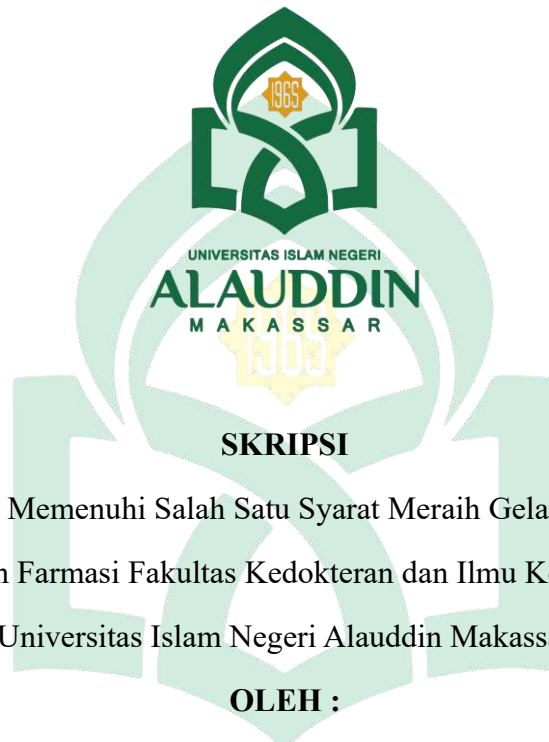 1965
UNIVERSITAS ISLAM NEGERI
ALAUDDIN
MAKASSAR
1965
SKRIPSI
Memenuhi Salah Satu Syarat Meraih Gela
Farmasi Fakultas Kedokteran dan Ilmu K
Universitas Islam Negeri Alauddin Makass
OLEH :